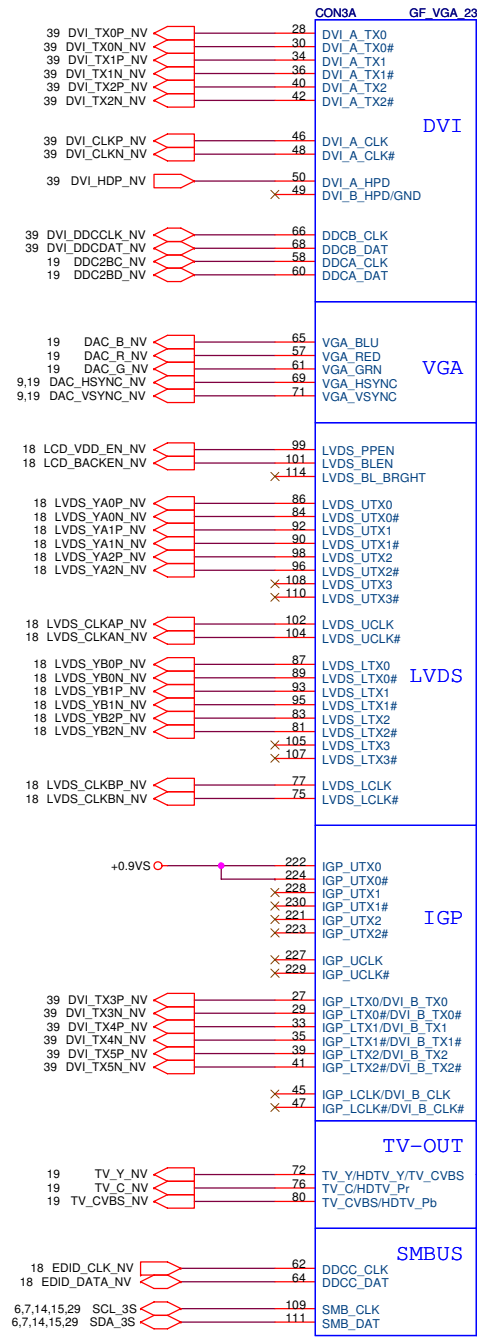 CON3A GF_VGA_23
39 DVI_TX0P_NV 28 DVI_A_TX0
39 DVI_TX0N_NV 30 DVI_A_TX0#
39 DVI_TX1P_NV 34 DVI_A_TX1
39 DVI_TX1N_NV 36 DVI_A_TX1#
39 DVI_TX2P_NV 40 DVI_A_TX2
39 DVI_TX2N_NV 42 DVI_A_TX2#
DVI
39 DVI_CLKP_NV 46 DVI_A_CLK
39 DVI_CLKN_NV 48 DVI_A_CLK#
39 DVI_HDP_NV 50 DVI_A_HPD
49 DVI_B_HPD/GND
39 DVI_DDCCLK_NV 66 DDCB_CLK
39 DVI_DDCDAT_NV 68 DDCB_DAT
19 DDC2BC_NV 58 DDCA_CLK
19 DDC2BD_NV 60 DDCA_DAT
19 DAC_B_NV 65 VGA_BLU
19 DAC_R_NV 57 VGA_RED
VGA
19 DAC_G_NV 61 VGA_GRN
9,19 DAC_HSYNC_NV 69 VGA_HSYNC
9,19 DAC_VSYNC_NV 71 VGA_VSYNC
18 LCD_VDD_EN_NV 99 LVDS_PPEN
18 LCD_BACKEN_NV 101 LVDS_BLEN
114 LVDS_BL_BRGHT
18 LVDS_YA0P_NV 86 LVDS_UTX0
18 LVDS_YA0N_NV 84 LVDS_UTX0#
18 LVDS_YA1P_NV 92 LVDS_UTX1
18 LVDS_YA1N_NV 90 LVDS_UTX1#
18 LVDS_YA2P_NV 98 LVDS_UTX2
18 LVDS_YA2N_NV 96 LVDS_UTX2#
108 LVDS_UTX3
110 LVDS_UTX3#
18 LVDS_CLKAP_NV 102 LVDS_UCLK
18 LVDS_CLKAN_NV 104 LVDS_UCLK#
18 LVDS_YB0P_NV 87 LVDS_LTX0
LVDS
18 LVDS_YB0N_NV 89 LVDS_LTX0#
18 LVDS_YB1P_NV 93 LVDS_LTX1
18 LVDS_YB1N_NV 95 LVDS_LTX1#
18 LVDS_YB2P_NV 83 LVDS_LTX2
18 LVDS_YB2N_NV 81 LVDS_LTX2#
105 LVDS_LTX3
107 LVDS_LTX3#
18 LVDS_CLKBP_NV 77 LVDS_LCLK
18 LVDS_CLKBN_NV 75 LVDS_LCLK#
+0.9VS 222 IGP_UTX0
224 IGP_UTX0#
228 IGP_UTX1
230 IGP_UTX1#
221 IGP_UTX2
IGP
223 IGP_UTX2#
227 IGP_UCLK
229 IGP_UCLK#
39 DVI_TX3P_NV 27 IGP_LTX0/DVI_B_TX0
39 DVI_TX3N_NV 29 IGP_LTX0#/DVI_B_TX0#
39 DVI_TX4P_NV 33 IGP_LTX1/DVI_B_TX1
39 DVI_TX4N_NV 35 IGP_LTX1#/DVI_B_TX1#
39 DVI_TX5P_NV 39 IGP_LTX2/DVI_B_TX2
39 DVI_TX5N_NV 41 IGP_LTX2#/DVI_B_TX2#
45 IGP_LCLK/DVI_B_CLK
47 IGP_LCLK#/DVI_B_CLK#
TV-OUT
19 TV_Y_NV 72 TV_Y/HDTV_Y/TV_CVBS
19 TV_C_NV 76 TV_C/HDTV_Pr
19 TV_CVBS_NV 80 TV_CVBS/HDTV_Pb
SMBUS
18 EDID_CLK_NV 62 DDCC_CLK
18 EDID_DATA_NV 64 DDCC_DAT
6,7,14,15,29 SCL_3S 109 SMB_CLK
6,7,14,15,29 SDA_3S 111 SMB_DAT